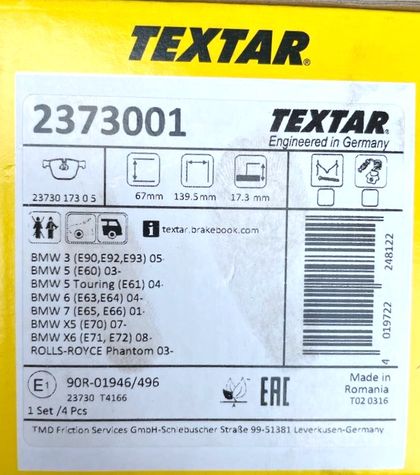 TEXTAR®
2373001
TEXTAR®
Engineered in Germany
23730 173 0 5
67mm
139.5mm
17.3 mm
i textar.brakebook.com
BMW 3 (E90,E92,E93) 05-
BMW 5 (E60) 03-
BMW 5 Touring (E61) 04-
BMW 6 (E63,E64) 04-
BMW 7 (E65, E66) 01-
BMW X5 (E70) 07-
BMW X6 (E71, E72) 08-
ROLLS-ROYCE Phantom 03-
4 019722 248122
E1 90R-01946/496
23730 T4166
1 Set /4 Pcs
EAC
Made in
Romania
T02 0316
TMD Friction Services GmbH-Schlebuscher Straße 99-51381 Leverkusen-Germany